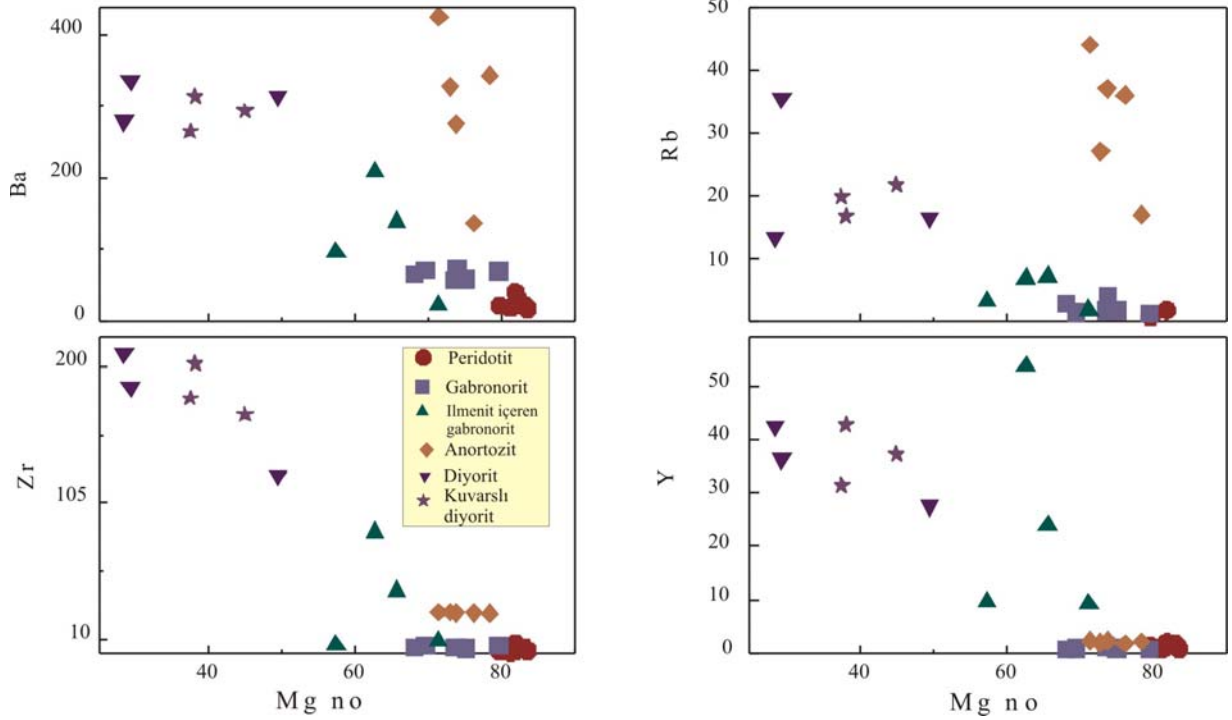 400
200
0
Ba
50
40
30
20
10
Rb
200
105
10
Zr
40
60
80
Mg no
Peridotit
Gabronorit
Ilmenit içeren
gabronorit
Anortozit
Diyorit
Kuvarslı
diyorit
50
40
30
20
10
0
Y
40
60
80
Mg no